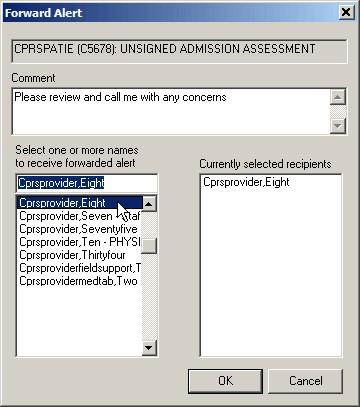 Forward Alert
CPRSPATIE (C5678): UNSIGNED ADMISSION ASSESSMENT
Comment
Please review and call me with any concerns
Select one or more names
to receive forwarded alert
Currently selected recipients
Cprsprovider,Eight
Cprsprovider,Eight
Cprsprovider,Eight
Cprsprovider,Seven
Cprsprovider,Seventyfive
Cprsprovider,Ten - PHYSI
Cprsprovider,Thirtyfour
Cprsproviderfieldsupport,T
Cprsprovidermedtab,Two
OK
Cancel